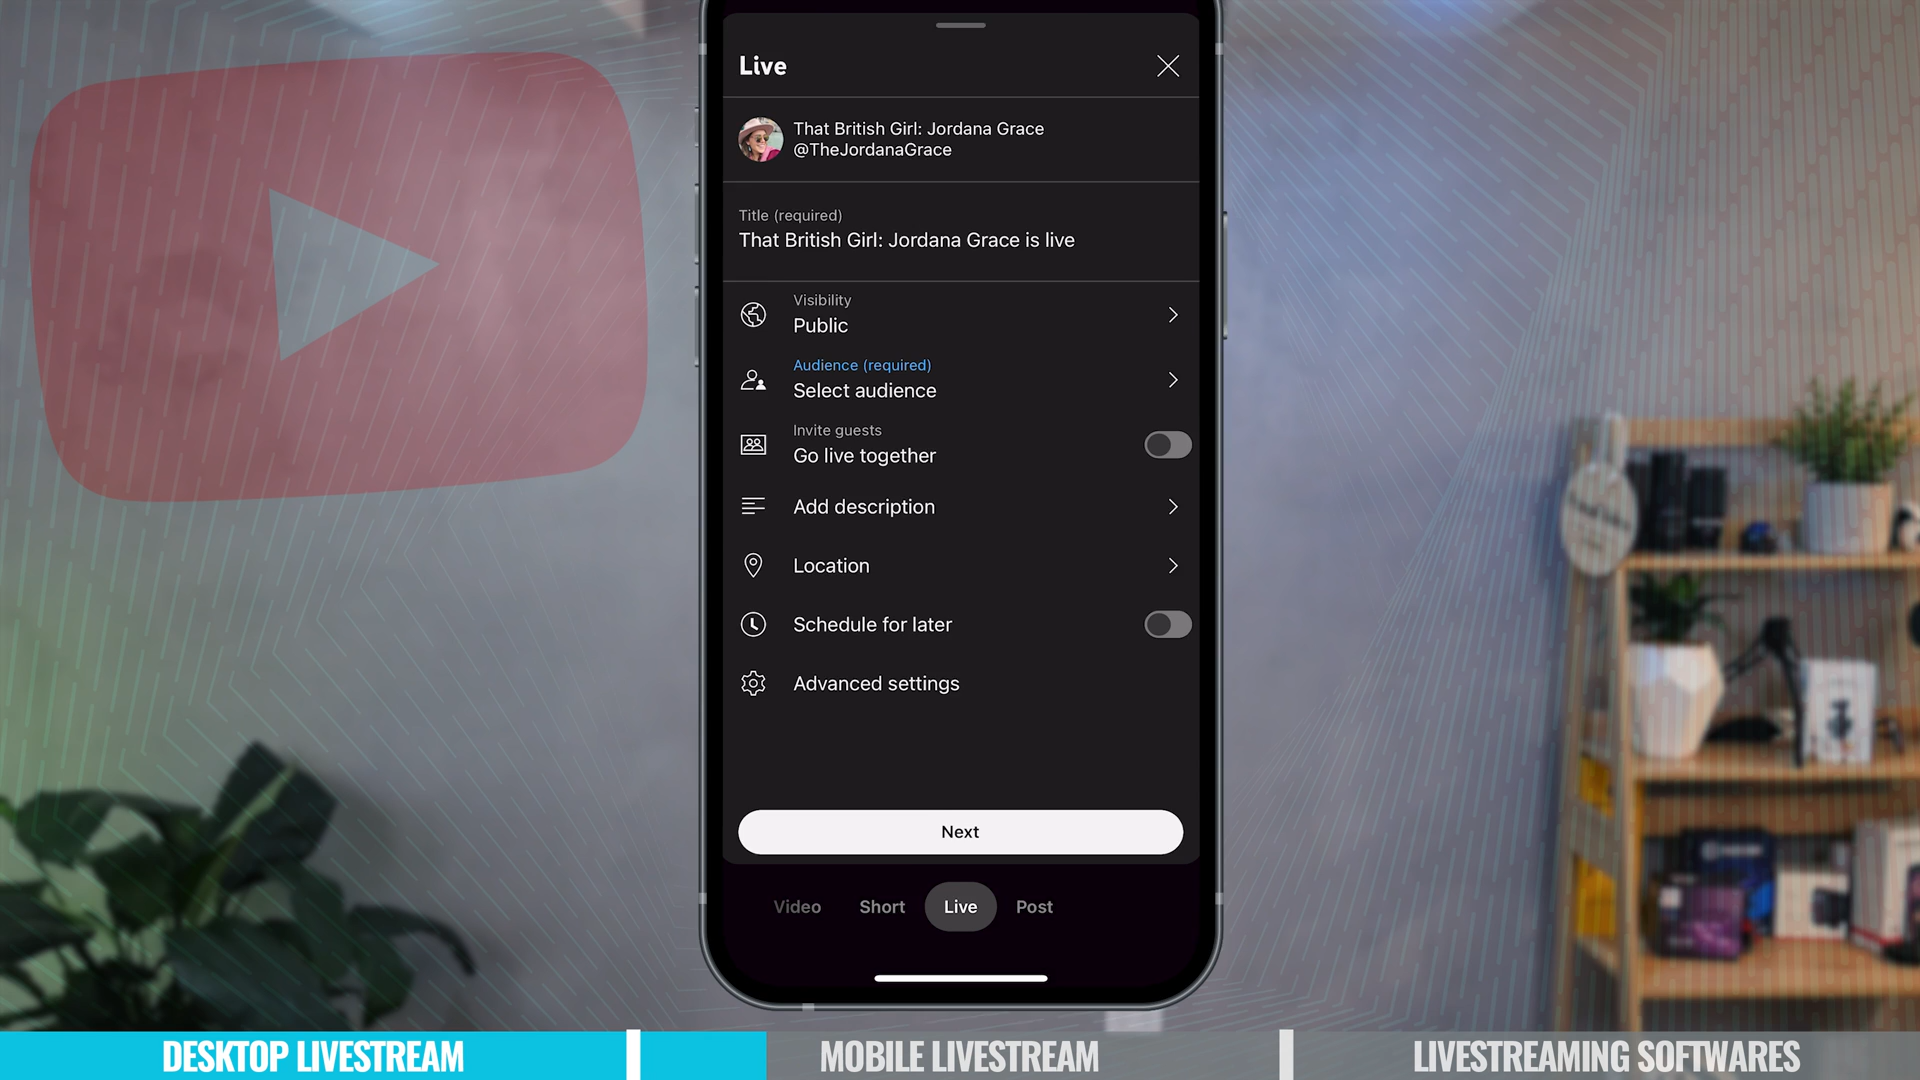 Live
That British Girl: Jordana Grace
@TheJordanaGrace
Title (required)
That British Girl: Jordana Grace is live
Visibility
Public
Audience (required)
Select audience
Invite guests
Go live together
Add description
Location
Schedule for later
Advanced settings
Next
Video Short Live Post
DESKTOP LIVESTREAM
MOBILE LIVESTREAM
LIVESTREAMING SOFTWARES